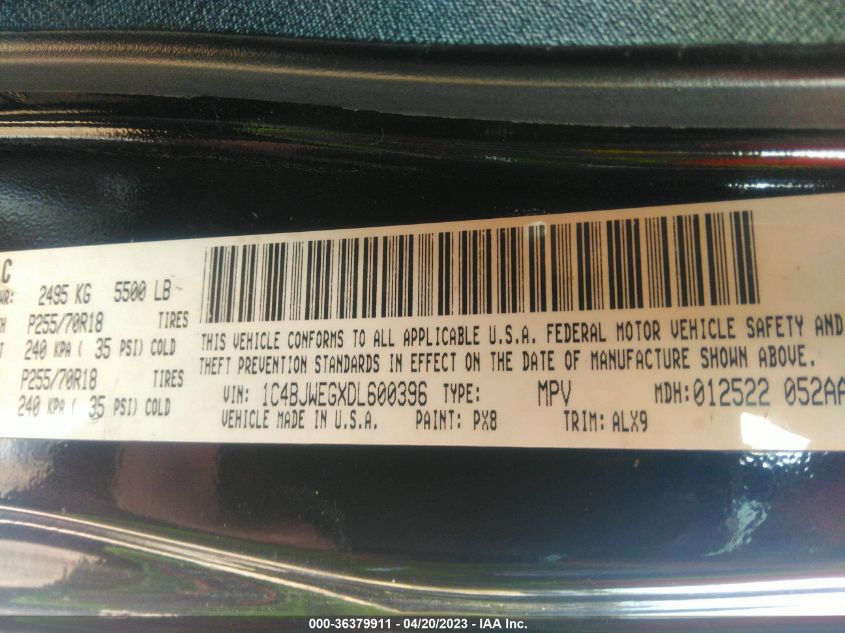 C
WR: 2495 KG 5500 LB
P255/70R18 TIRES
240 KPA ( 35 PSI) COLD
P255/70R18 TIRES
240 KPA ( 35 PSI) COLD
THIS VEHICLE CONFORMS TO ALL APPLICABLE U.S.A. FEDERAL MOTOR VEHICLE SAFETY AND
THEFT PREVENTION STANDARDS IN EFFECT ON THE DATE OF MANUFACTURE SHOWN ABOVE.
VIN: 1C4BJWEGXDL600396 TYPE: MPV MDH: 012522 052AA
VEHICLE MADE IN U.S.A. PAINT: PX8 TRIM: ALX9
000-36379911 - 04/20/2023 - IAA Inc.